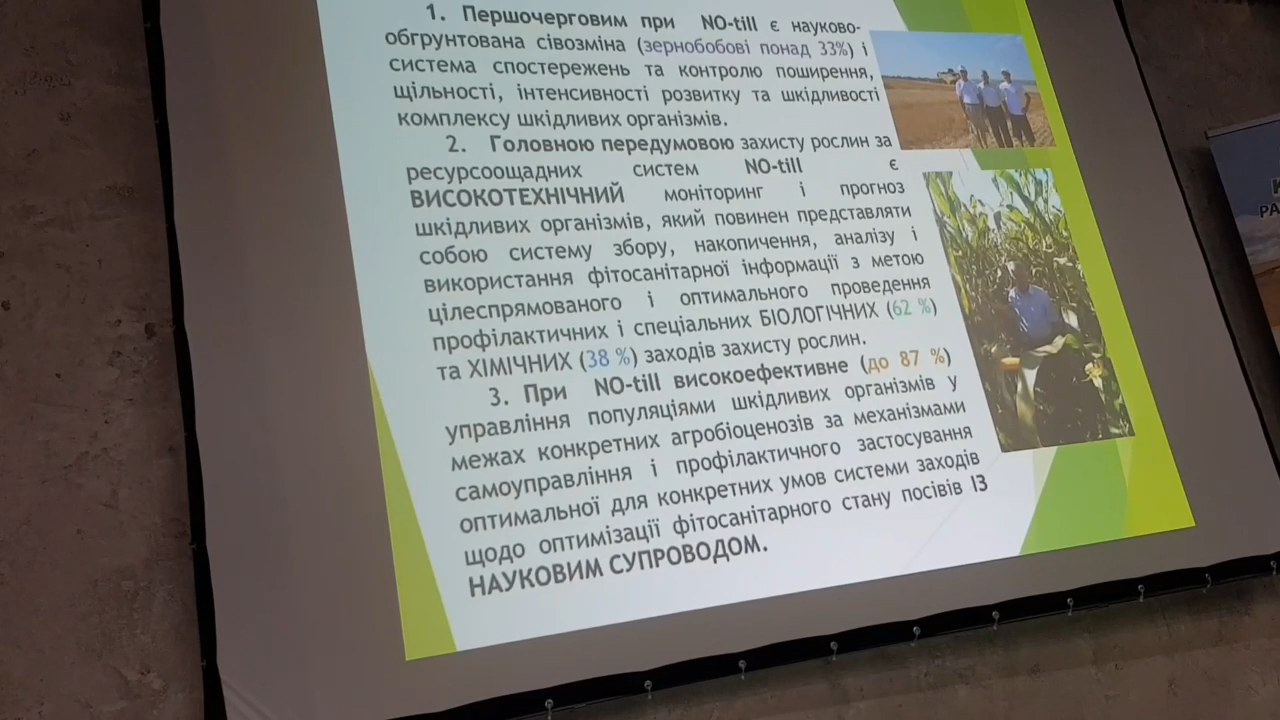 1. Першочерговим при NO-till є науково-
обгрунтована сівозміна (зернобобові понад 33%) і
система спостережень та контролю поширення,
щільності, інтенсивності розвитку та шкідливості
комплексу шкідливих організмів.
2. Головною передумовою захисту рослин за
ресурсоощадних систем NO-till є
ВИСОКОТЕХНІЧНИЙ моніторинг і прогноз
шкідливих організмів, який повинен представляти
собою систему збору, накопичення, аналізу і
використання фітосанітарної інформації з метою
цілеспрямованого і оптимального проведення
профілактичних і спеціальних БІОЛОГІЧНИХ (62 %)
та ХІМІЧНИХ (38 %) заходів захисту рослин.
3. При NO-till високоефективне (до 87 %)
управління популяціями шкідливих організмів у
межах конкретних агробіоценозів за механізмами
самоуправління і профілактичного застосування
оптимальної для конкретних умов системи заходів
щодо оптимізації фітосанітарного стану посівів ІЗ
НАУКОВИМ СУПРОВОДОМ.